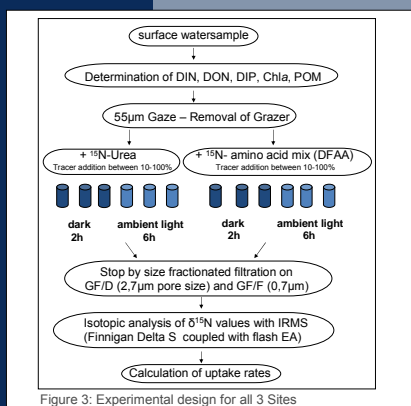 surface watersample
Determination of DIN, DON, DIP, Chla, POM
55µm Gaze – Removal of Grazer
+ ¹⁵N-Urea
Tracer addition between 10-100%
+ ¹⁵N- amino acid mix (DFAA)
Tracer addition between 10-100%
dark
2h
ambient light
6h
dark
2h
ambient light
6h
Stop by size fractionated filtration on
GF/D (2,7µm pore size) and GF/F (0,7µm)
Isotopic analysis of δ¹⁵N values with IRMS
(Finnigan Delta S coupled with flash EA)
Calculation of uptake rates
Figure 3: Experimental design for all 3 Sites